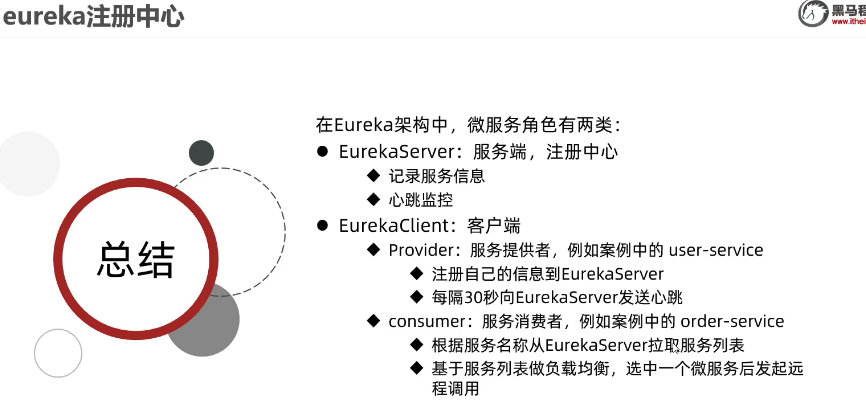 eureka注册中心
黑马程
www.ithei
总结
在Eureka架构中，微服务角色有两类：
EurekaServer：服务端，注册中心
记录服务信息
心跳监控
EurekaClient：客户端
Provider：服务提供者，例如案例中的 user-service
注册自己的信息到EurekaServer
每隔30秒向EurekaServer发送心跳
consumer：服务消费者，例如案例中的 order-service
根据服务名称从EurekaServer拉取服务列表
基于服务列表做负载均衡，选中一个微服务后发起远
程调用